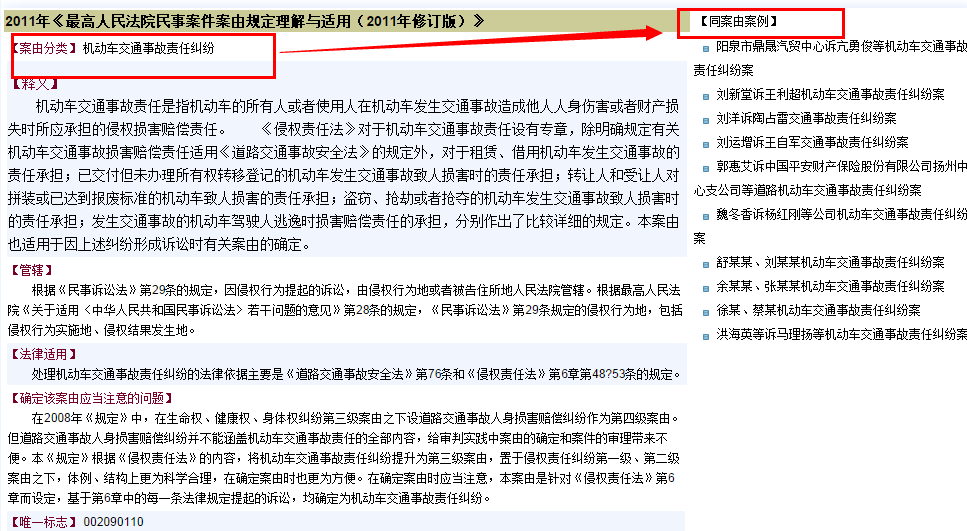 2011年《最高人民法院民事案件案由规定理解与适用（2011年修订版）》
【案由分类】 机动车交通事故责任纠纷
【释义】
机动车交通事故责任是指机动车的所有人或者使用人在机动车发生交通事故造成他人人身伤害或者财产损
失时所应承担的侵权损害赔偿责任。 《侵权责任法》对于机动车交通事故责任设有专章，除明确规定有关
机动车交通事故损害赔偿责任适用《道路交通事故安全法》的规定外，对于租赁、借用机动车发生交通事故的
责任承担；已交付但未办理所有权转移登记的机动车发生交通事故致人损害时的责任承担；转让人和受让人对
拼装或已达到报废标准的机动车致人损害的责任承担；盗窃、抢劫或者抢夺的机动车发生交通事故致人损害时
的责任承担；发生交通事故的机动车驾驶人逃逸时损害赔偿责任的承担，分别作出了比较详细的规定。本案由
也适用于因上述纠纷形成诉讼时有关案由的确定。
【管辖】
根据《民事诉讼法》第29条的规定，因侵权行为提起的诉讼，由侵权行为地或者被告住所地人民法院管辖。根据最高人民法
院《关于适用〈中华人民共和国民事诉讼法〉若干问题的意见》第28条的规定，《民事诉讼法》第29条规定的侵权行为地，包括
侵权行为实施地、侵权结果发生地。
【法律适用】
处理机动车交通事故责任纠纷的法律依据主要是《道路交通事故安全法》第76条和《侵权责任法》第6章第48?53条的规定。
【确定该案由应当注意的问题】
在2008年《规定》中，在生命权、健康权、身体权纠纷第三级案由之下设道路交通事故人身损害赔偿纠纷作为第四级案由。
但道路交通事故人身损害赔偿纠纷并不能涵盖机动车交通事故责任的全部内容，给审判实践中案由的确定和案件的审理带来不
便。本《规定》根据《侵权责任法》的内容，将机动车交通事故责任纠纷提升为第三级案由，置于侵权责任纠纷第一级、第二级
案由之下，体例、结构上更为科学合理，在确定案由时也更为方便。在确定案由时应当注意，本案由是针对《侵权责任法》第6
章而设定，基于第6章中的每一条法律规定提起的诉讼，均确定为机动车交通事故责任纠纷。
【唯一标志】 002090110
【同案由案例】
阳泉市鼎晟汽贸中心诉亢勇俊等机动车交通事故
责任纠纷案
刘新堂诉王利超机动车交通事故责任纠纷案
刘洋诉陶占雷交通事故责任纠纷案
刘运增诉王自军交通事故责任纠纷案
郭惠艾诉中国平安财产保险股份有限公司扬州中
心支公司等道路机动车交通事故责任纠纷案
魏冬香诉杨红刚等公司机动车交通事故责任纠纷
案
舒某某、刘某某机动车交通事故责任纠纷案
余某某、张某某机动车交通事故责任纠纷案
徐某、蔡某机动车交通事故责任纠纷案
洪海英等诉马理扬等机动车交通事故责任纠纷案